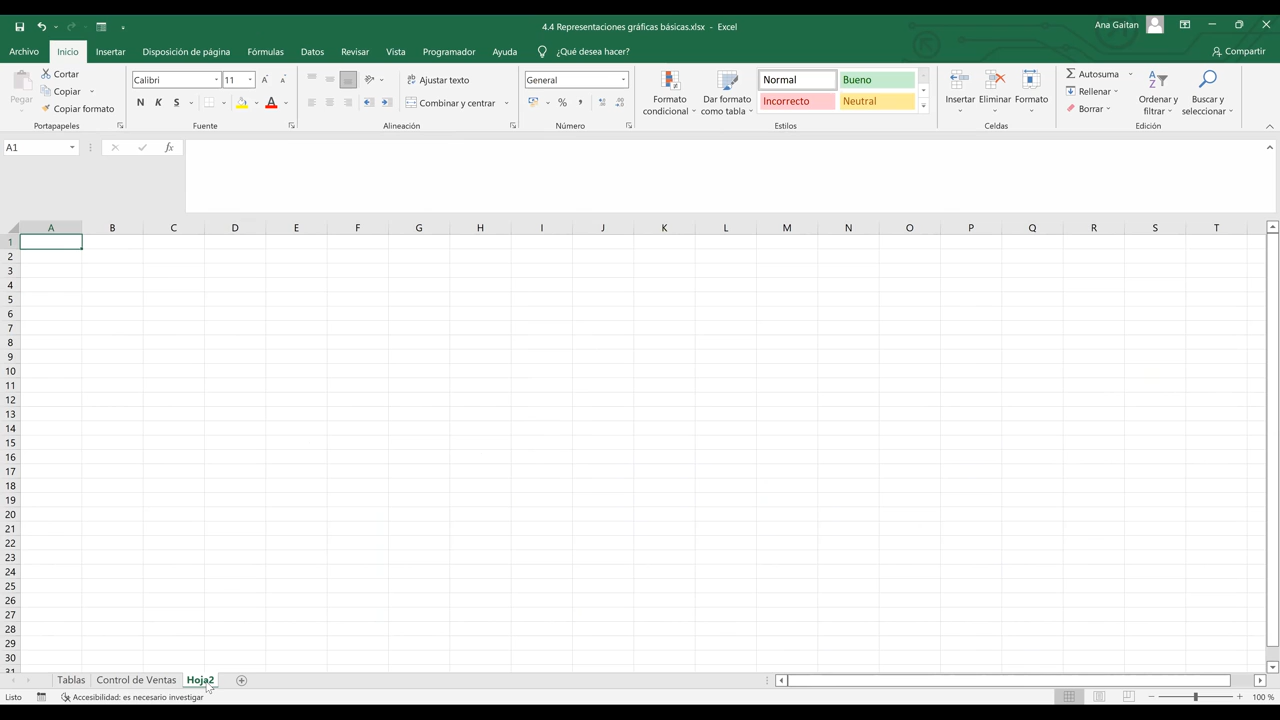 4.4 Representaciones gráficas básicas.xlsx - Excel
Ana Gaitan
Archivo Inicio Insertar Disposición de página Fórmulas Datos Revisar Vista Programador Ayuda ¿Qué desea hacer? Compartir
Pegar
Cortar
Copiar
Copiar formato
Portapapeles
Calibri 11
N K S
Fuente
Ajustar texto
Combinar y centrar
Alineación
General
% 000
Número
Formato condicional
Dar formato como tabla
Normal Bueno
Incorrecto Neutral
Estilos
Insertar Eliminar Formato
Celdas
Autosuma
Rellenar
Borrar
Ordenar y filtrar
Buscar y seleccionar
Edición
A1 fx
A B C D E F G H I J K L M N O P Q R S T
1
2
3
4
5
6
7
8
9
10
11
12
13
14
15
16
17
18
19
20
21
22
23
24
25
26
27
28
29
30
31
Tablas Control de Ventas Hoja2
Listo Accesibilidad: es necesario investigar 100 %